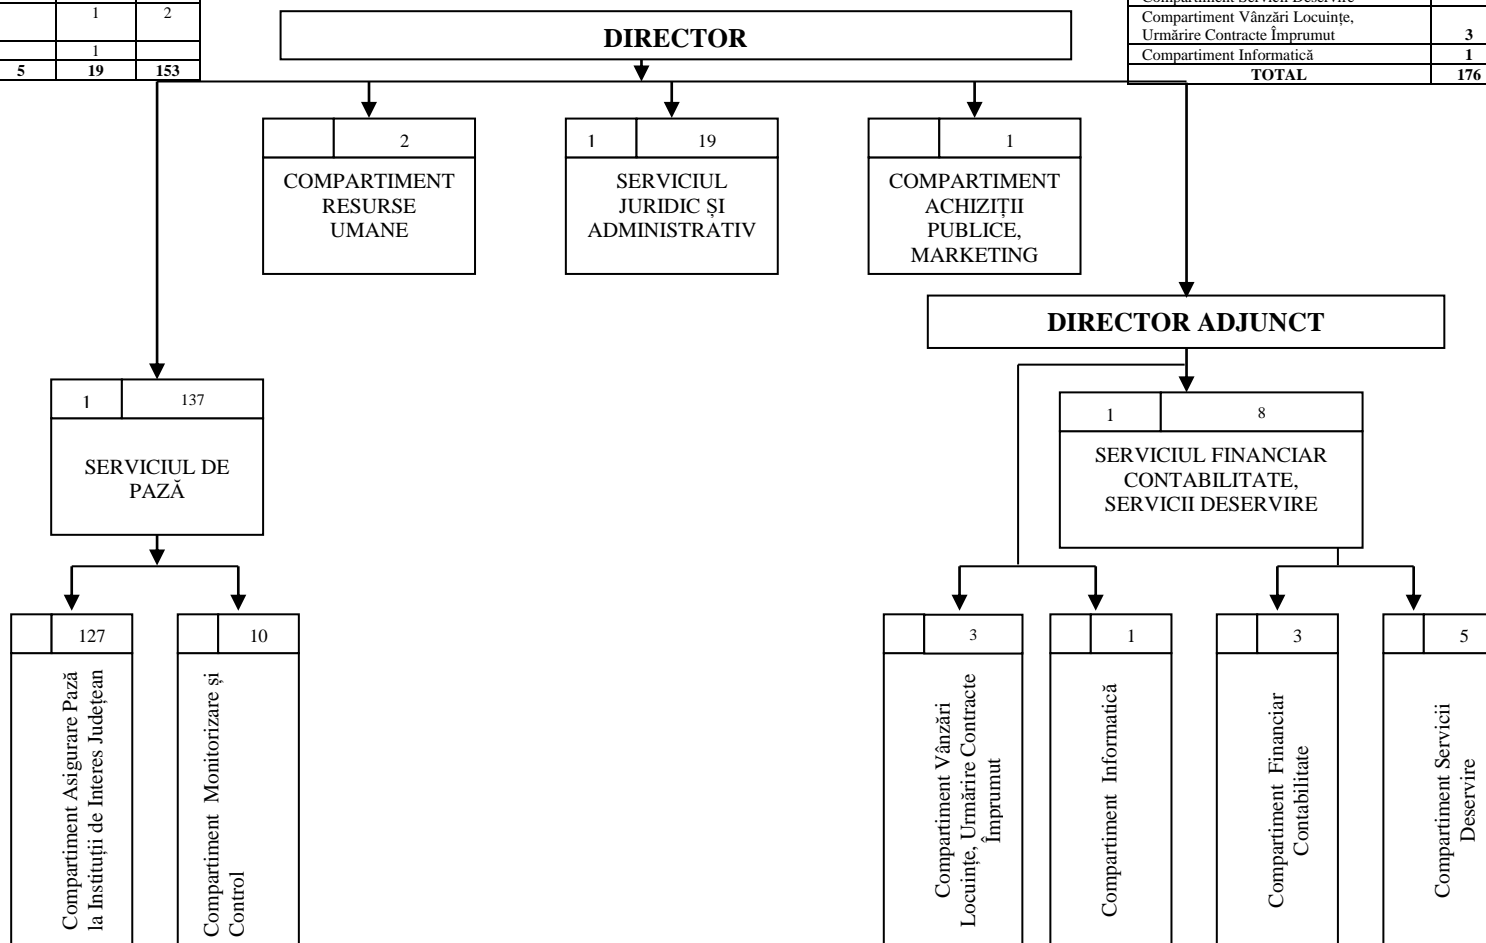 1 2
1
5 19 153
Compartiment Servicii Deservire
Compartiment Vânzări Locuințe,
Urmărire Contracte Împrumut 3
Compartiment Informatică 1
TOTAL 176
DIRECTOR
2
COMPARTIMENT
RESURSE
UMANE
1 19
SERVICIUL
JURIDIC ȘI
ADMINISTRATIV
1
COMPARTIMENT
ACHIZIȚII
PUBLICE,
MARKETING
DIRECTOR ADJUNCT
1 137
SERVICIUL DE
PAZĂ
1 8
SERVICIUL FINANCIAR
CONTABILITATE,
SERVICII DESERVIRE
127
Compartiment Asigurare Pază
la Instituții de Interes Județean
10
Compartiment Monitorizare și
Control
3
Compartiment Vânzări
Locuințe, Urmărire Contracte
Împrumut
1
Compartiment Informatică
3
Compartiment Financiar
Contabilitate
5
Compartiment Servicii
Deservire